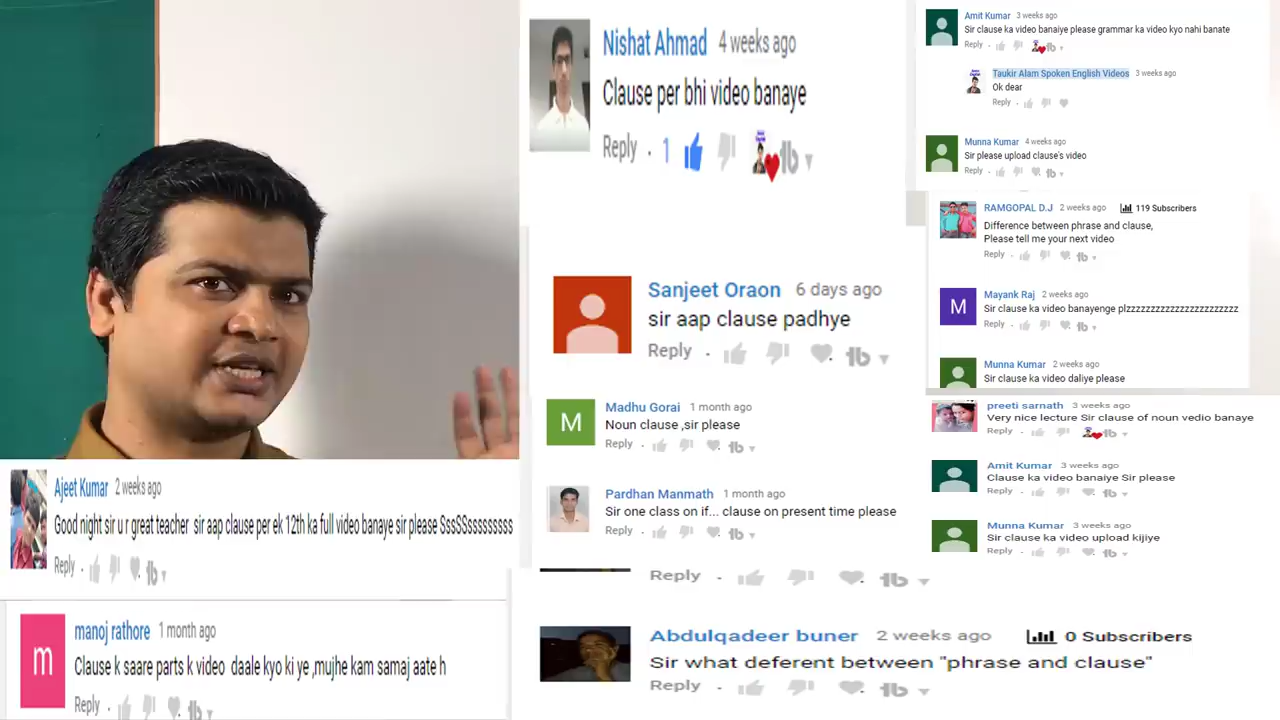 Nishat Ahmad 4 weeks ago
Clause per bhi video banaye
Reply · 1
Sanjeet Oraon 6 days ago
sir aap clause padhye
Reply
M
Madhu Gorai 1 month ago
Noun clause ,sir please
Reply
Pardhan Manmath 1 month ago
Sir one class on if... clause on present time please
Reply
Reply
Abdulqadeer buner 2 weeks ago 0 Subscribers
Sir what deferent between "phrase and clause"
Reply
Amit Kumar 3 weeks ago
Sir clause ka video banaiye please grammar ka video kyo nahi banate
Reply
Taukir Alam Spoken English Videos 3 weeks ago
Ok dear
Reply
Munna Kumar 4 weeks ago
Sir please upload clause's video
Reply
RAMGOPAL D.J 2 weeks ago 119 Subscribers
Difference between phrase and clause,
Please tell me your next video
Reply
M
Mayank Raj 2 weeks ago
Sir clause ka video banayenge plzzzzzzzzzzzzzzzzzzzzzzz
Reply
Munna Kumar 2 weeks ago
Sir clause ka video daliye please
preeti sarnath 3 weeks ago
Very nice lecture Sir clause of noun vedio banaye
Reply
Amit Kumar 3 weeks ago
Clause ka video banaiye Sir please
Reply
Munna Kumar 3 weeks ago
Sir clause ka video upload kijiye
Reply
Ajeet Kumar 2 weeks ago
Good night sir u r great teacher sir aap clause per ek 12th ka full video banaye sir please SssSSssssssss
Reply
m
manoj rathore 1 month ago
Clause k saare parts k video daale kyo ki ye ,mujhe kam samaj aate h
Reply